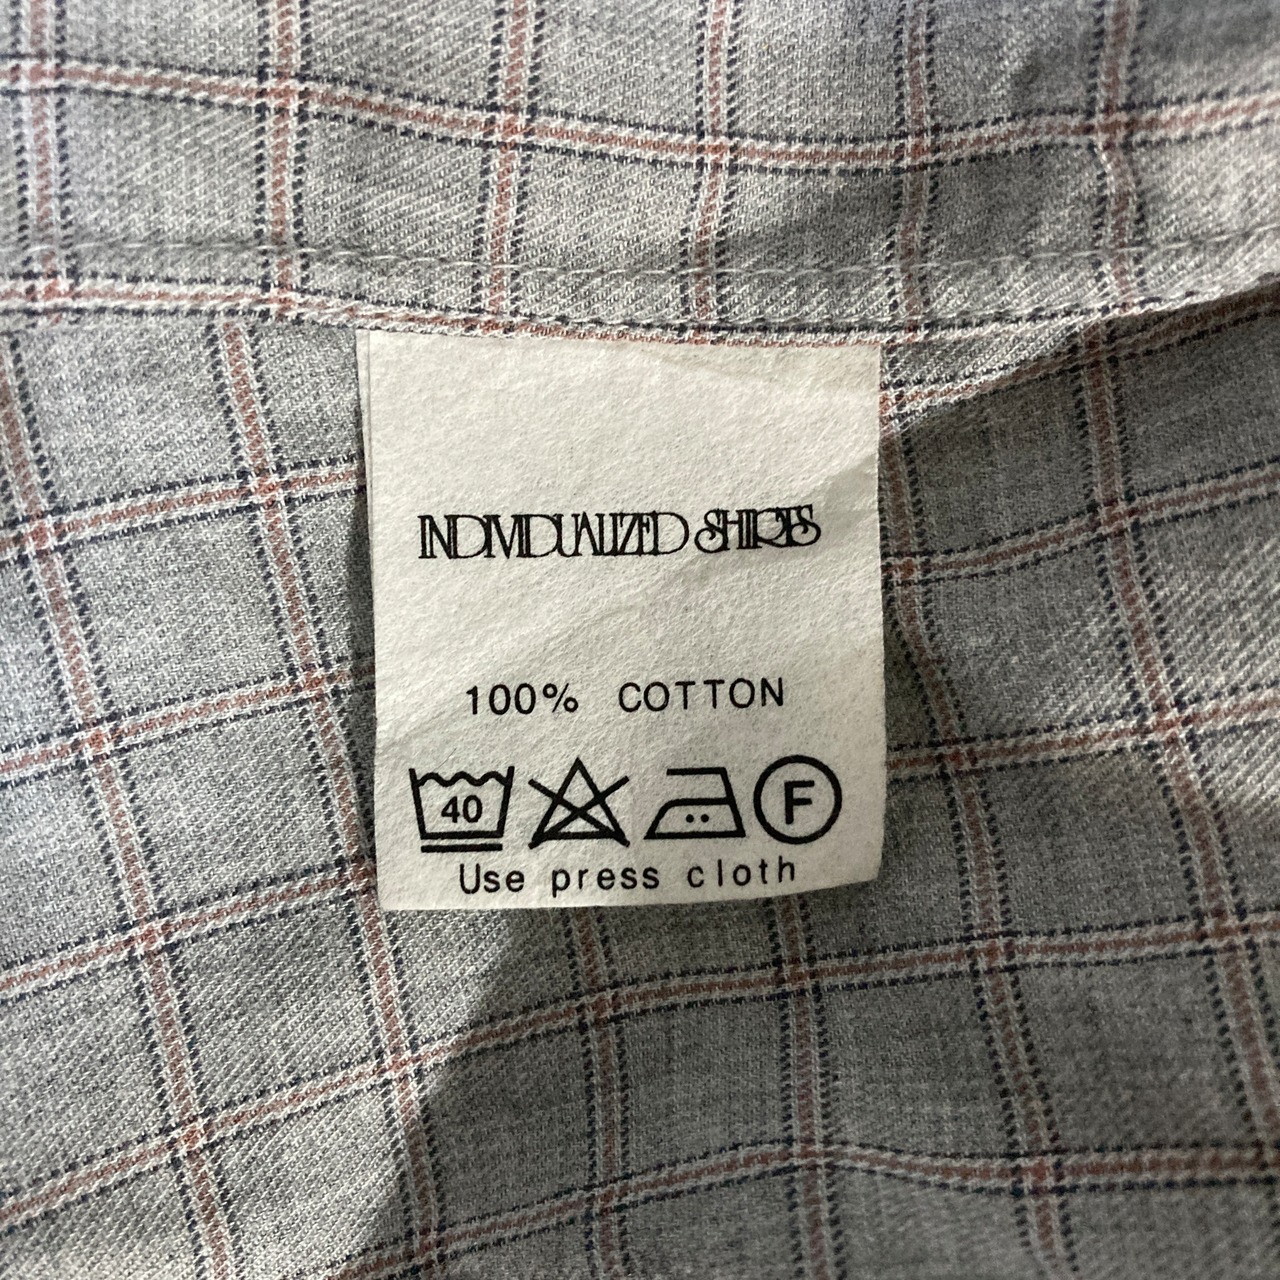 INDIVIDUALIZED SHIRTS
100% COTTON
40 F
Use press cloth